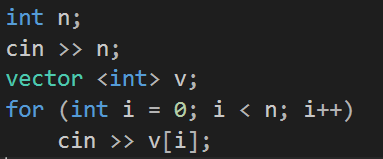 int n;
cin >> n;
vector <int> v;
for (int i = 0; i < n; i++)
    cin >> v[i];